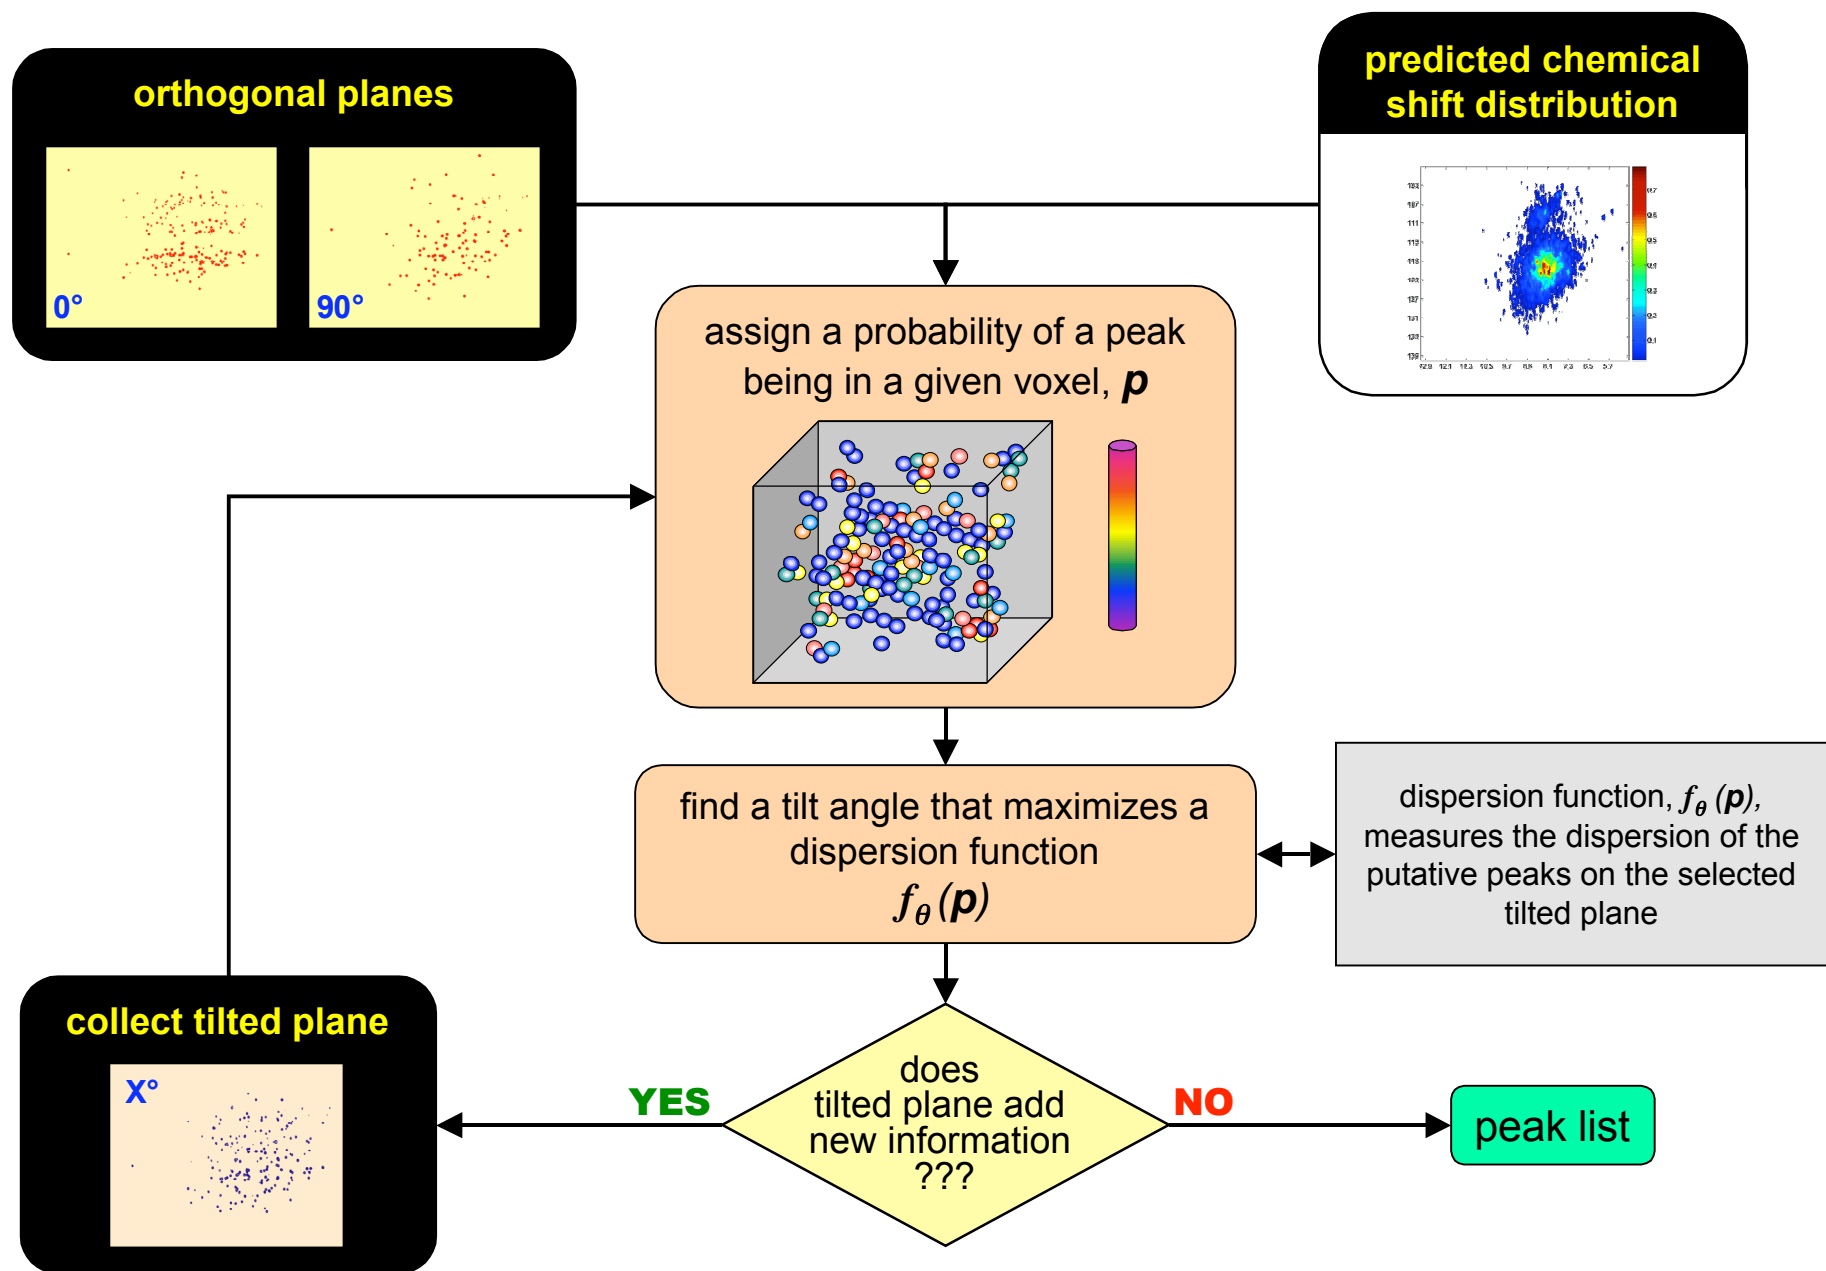 orthogonal planes
0°
90°
predicted chemical
shift distribution
assign a probability of a peak
being in a given voxel, p
find a tilt angle that maximizes a
dispersion function
fθ (p)
dispersion function, fθ (p),
measures the dispersion of the
putative peaks on the selected
tilted plane
collect tilted plane
X°
YES
does
tilted plane add
new information
???
NO
peak list